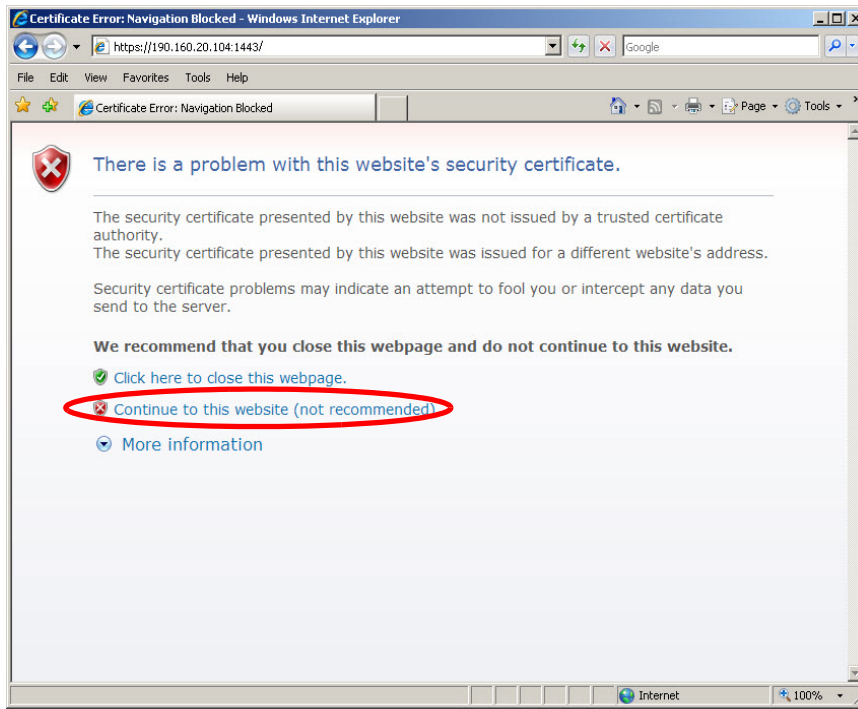 Certificate Error: Navigation Blocked - Windows Internet Explorer
https://190.160.20.104:1443/
Google
File Edit View Favorites Tools Help
Certificate Error: Navigation Blocked
Page Tools
There is a problem with this website's security certificate.
The security certificate presented by this website was not issued by a trusted certificate
authority.
The security certificate presented by this website was issued for a different website's address.
Security certificate problems may indicate an attempt to fool you or intercept any data you
send to the server.
We recommend that you close this webpage and do not continue to this website.
Click here to close this webpage.
Continue to this website (not recommended)
More information
Internet 100%